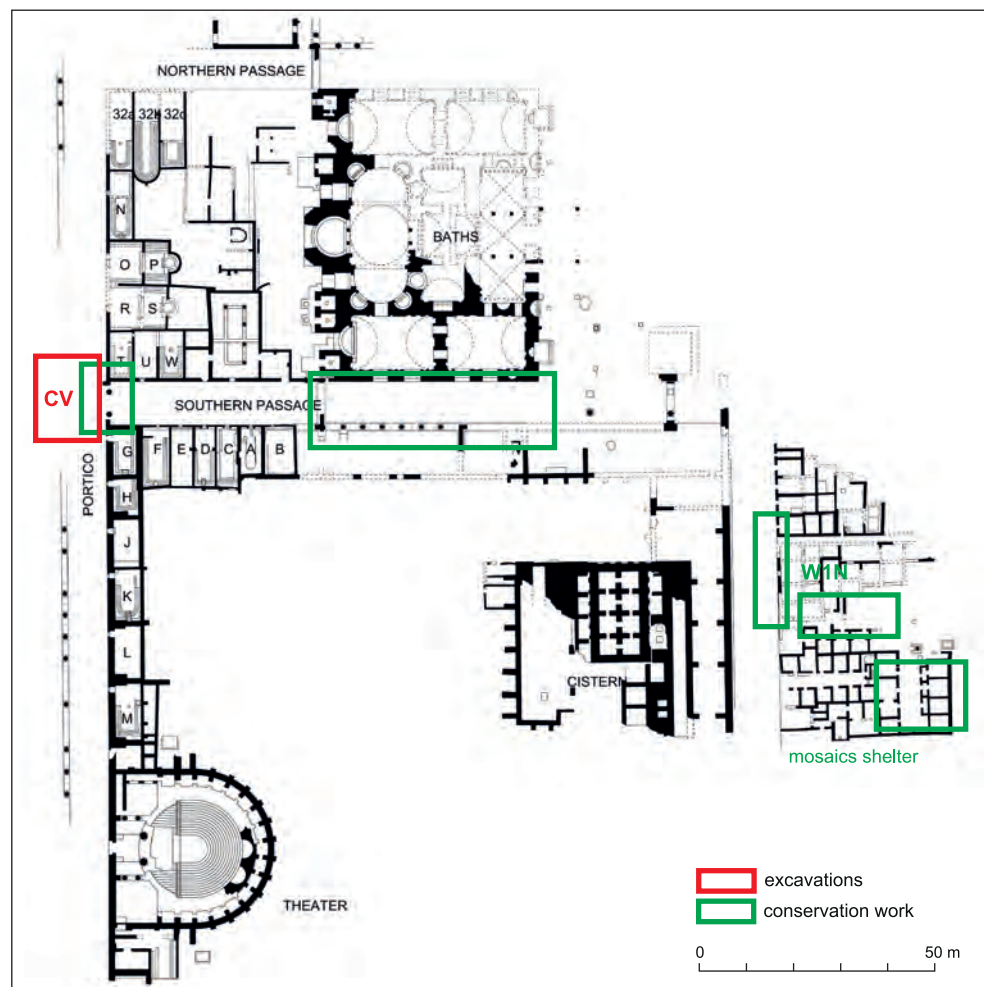 NORTHERN PASSAGE
32a 32b 32c
N
BATHS
O P
R S
T U W
CV
SOUTHERN PASSAGE
G F E D C A B
PORTICO
H
J
K
W1N
L
CISTERN
M
mosaics shelter
THEATER
excavations
conservation work
0 50 m